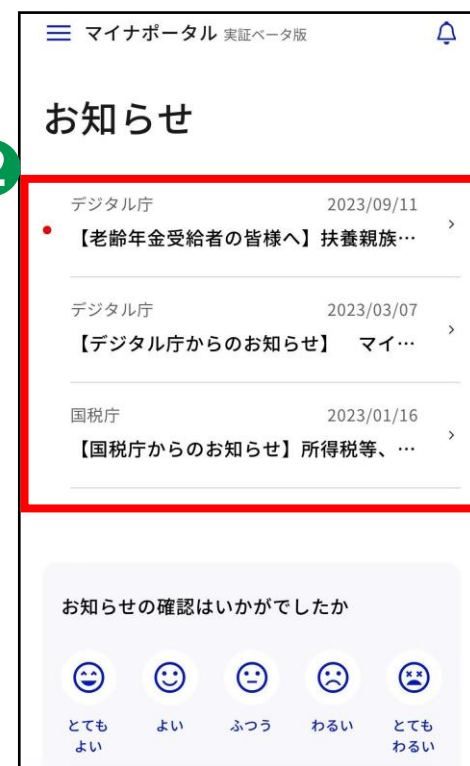 マイナポータル 実証ベータ版
お知らせ
2
デジタル庁 2023/09/11
【老齢年金受給者の皆様へ】扶養親族…
デジタル庁 2023/03/07
【デジタル庁からのお知らせ】　マイ…
国税庁 2023/01/16
【国税庁からのお知らせ】所得税等、…
お知らせの確認はいかがでしたか
とても よい ふつう わるい とても
よい わるい